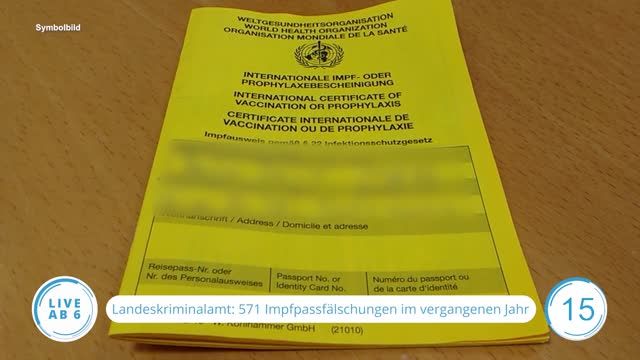 Symbolbild
WELTGESUNDHEITSORGANISATION
WORLD HEALTH ORGANIZATION
ORGANISATION MONDIALE DE LA SANTÉ
INTERNATIONALE IMPF- ODER
PROPHYLAXEBESCHEINIGUNG
INTERNATIONAL CERTIFICATE OF
VACCINATION OR PROPHYLAXIS
CERTIFICATE INTERNATIONALE DE
VACCINATION OU DE PROPHYLAXIE
Impfausweis gemäß § 22 Infektionsschutzgesetz
/ Address / Domicile et adresse
Reisepass-Nr. oder
Nr. des Personalausweises
Passport No. or
Identity Card No.
Numéro du passport ou
de la carte d'identité
LIVE
AB 6
Landeskriminalamt: 571 Impfpassfälschungen im vergangenen Jahr
15
W. Kohlhammer GmbH (21010)